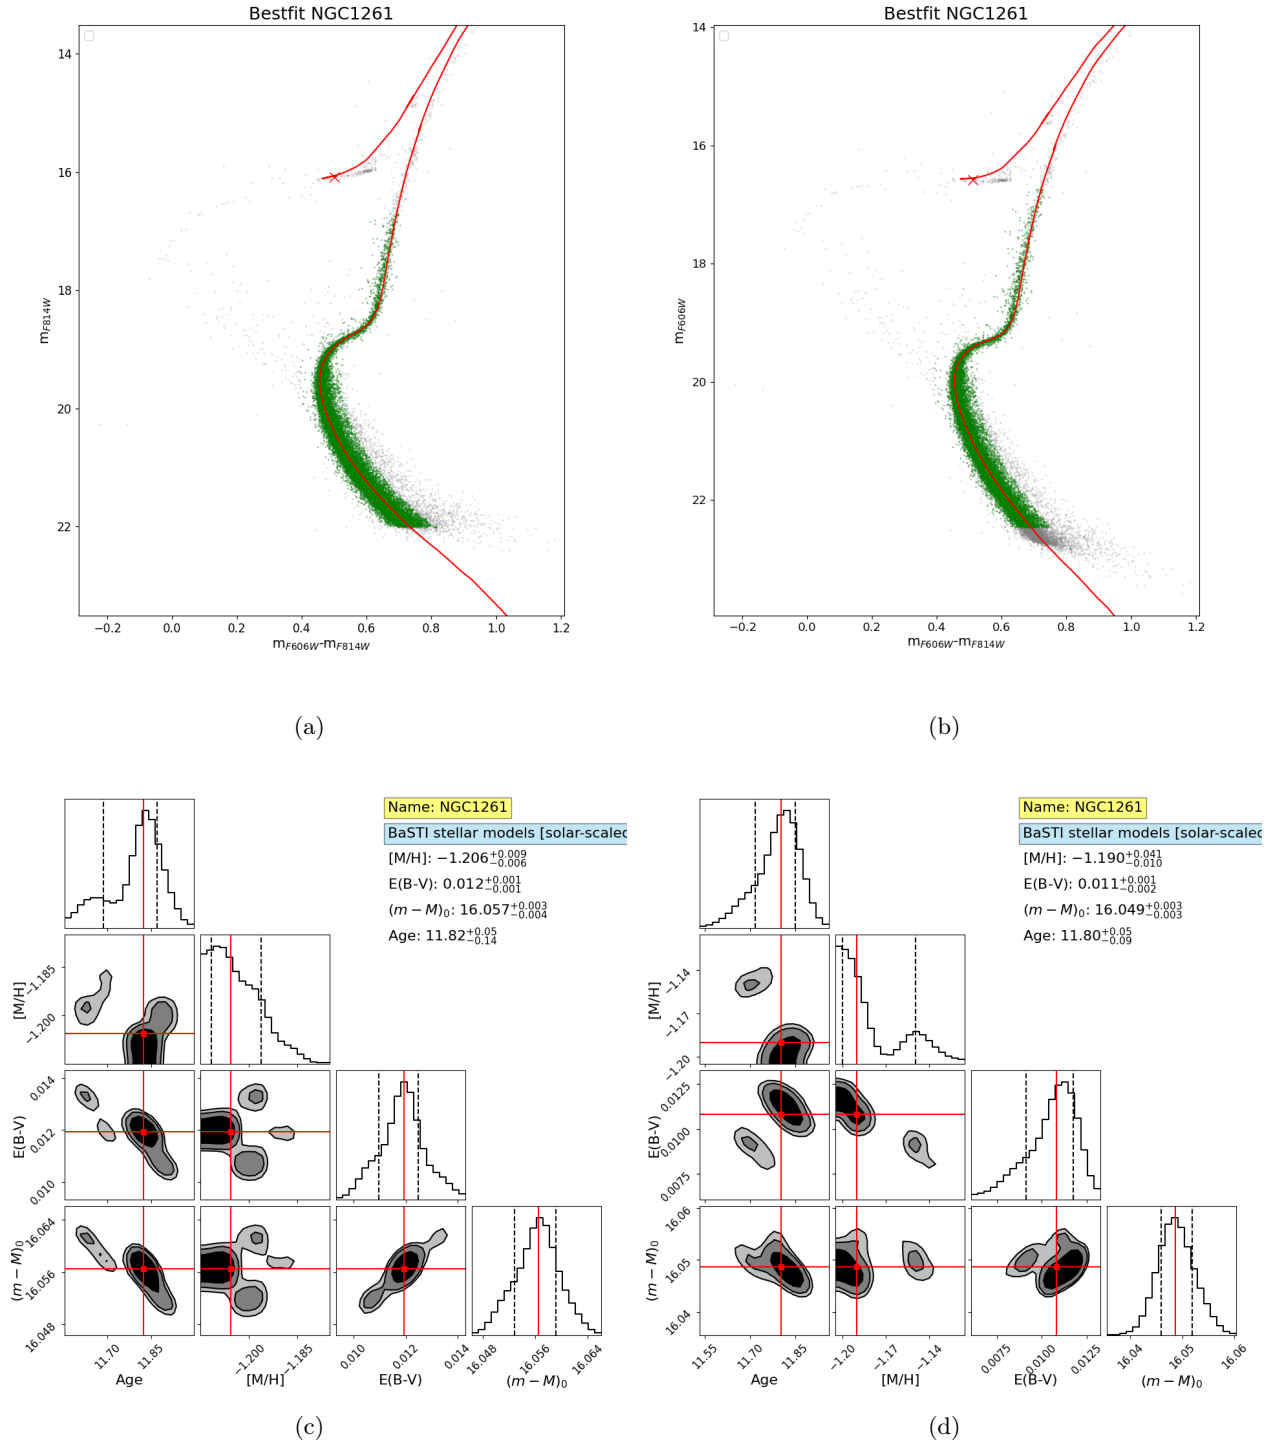 Bestfit NGC1261
14
16
18
20
22
m_F814W
−0.2 0.0 0.2 0.4 0.6 0.8 1.0 1.2
m_F606W-m_F814W
(a)
Bestfit NGC1261
14
16
18
20
22
m_F606W
−0.2 0.0 0.2 0.4 0.6 0.8 1.0 1.2
m_F606W-m_F814W
(b)
Name: NGC1261
BaSTI stellar models [solar-scaled
[M/H]: −1.206 +0.009 −0.006
E(B-V): 0.012 +0.001 −0.001
(m − M)₀: 16.057 +0.003 −0.004
Age: 11.82 +0.05 −0.14
[M/H]
−1.185
−1.200
E(B-V)
0.014
0.012
0.010
(m − M)₀
16.064
16.056
16.048
11.70 11.85
Age
−1.200 −1.185
[M/H]
0.010 0.012 0.014
E(B-V)
16.048 16.056 16.064
(m − M)₀
(c)
Name: NGC1261
BaSTI stellar models [solar-scaled
[M/H]: −1.190 +0.041 −0.010
E(B-V): 0.011 +0.001 −0.002
(m − M)₀: 16.049 +0.003 −0.003
Age: 11.80 +0.05 −0.09
[M/H]
−1.14
−1.17
−1.20
E(B-V)
0.0125
0.0100
0.0075
(m − M)₀
16.06
16.05
16.04
11.55 11.70 11.85
Age
−1.20 −1.17 −1.14
[M/H]
0.0075 0.0100 0.0125
E(B-V)
16.04 16.05 16.06
(m − M)₀
(d)